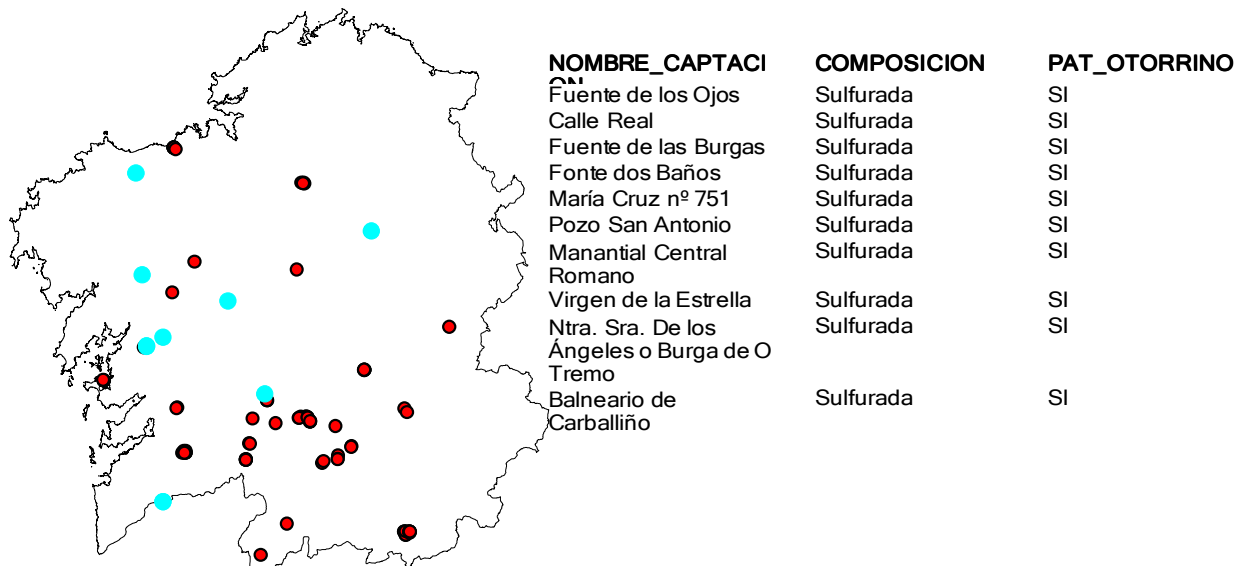 NOMBRE_CAPTACI COMPOSICION PAT_OTORRINO
ON
Fuente de los Ojos Sulfurada SI
Calle Real Sulfurada SI
Fuente de las Burgas Sulfurada SI
Fonte dos Baños Sulfurada SI
María Cruz nº 751 Sulfurada SI
Pozo San Antonio Sulfurada SI
Manantial Central Sulfurada SI
Romano
Virgen de la Estrella Sulfurada SI
Ntra. Sra. De los Sulfurada SI
Ángeles o Burga de O
Tremo
Balneario de Sulfurada SI
Carballiño